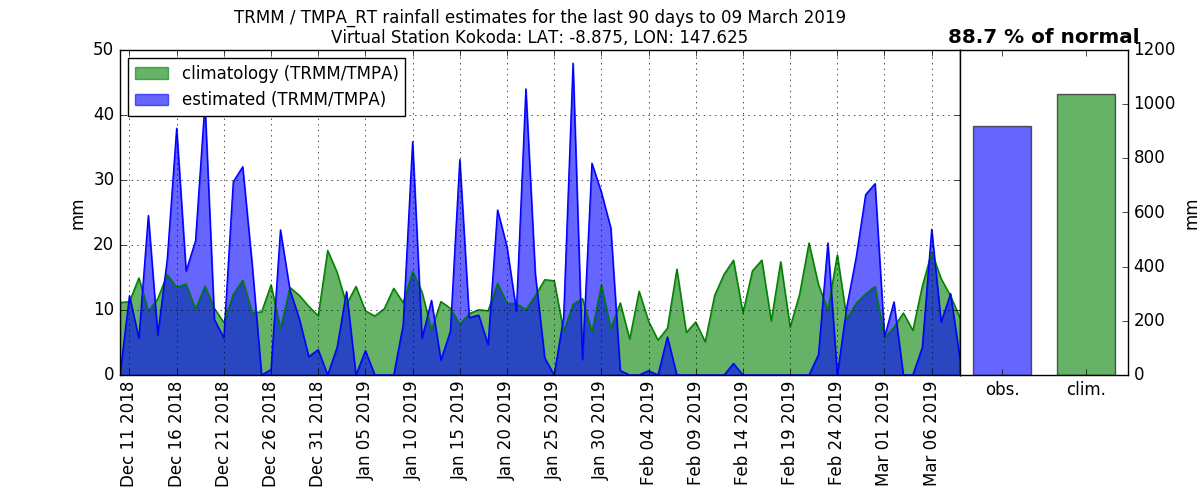 TRMM / TMPA_RT rainfall estimates for the last 90 days to 09 March 2019
Virtual Station Kokoda: LAT: -8.875, LON: 147.625
88.7 % of normal
climatology (TRMM/TMPA)
estimated (TRMM/TMPA)
50
40
30
20
10
0
mm
1200
1000
800
600
400
200
0
mm
obs.
clim.
Dec 11 2018
Dec 16 2018
Dec 21 2018
Dec 26 2018
Dec 31 2018
Jan 05 2019
Jan 10 2019
Jan 15 2019
Jan 20 2019
Jan 25 2019
Jan 30 2019
Feb 04 2019
Feb 09 2019
Feb 14 2019
Feb 19 2019
Feb 24 2019
Mar 01 2019
Mar 06 2019